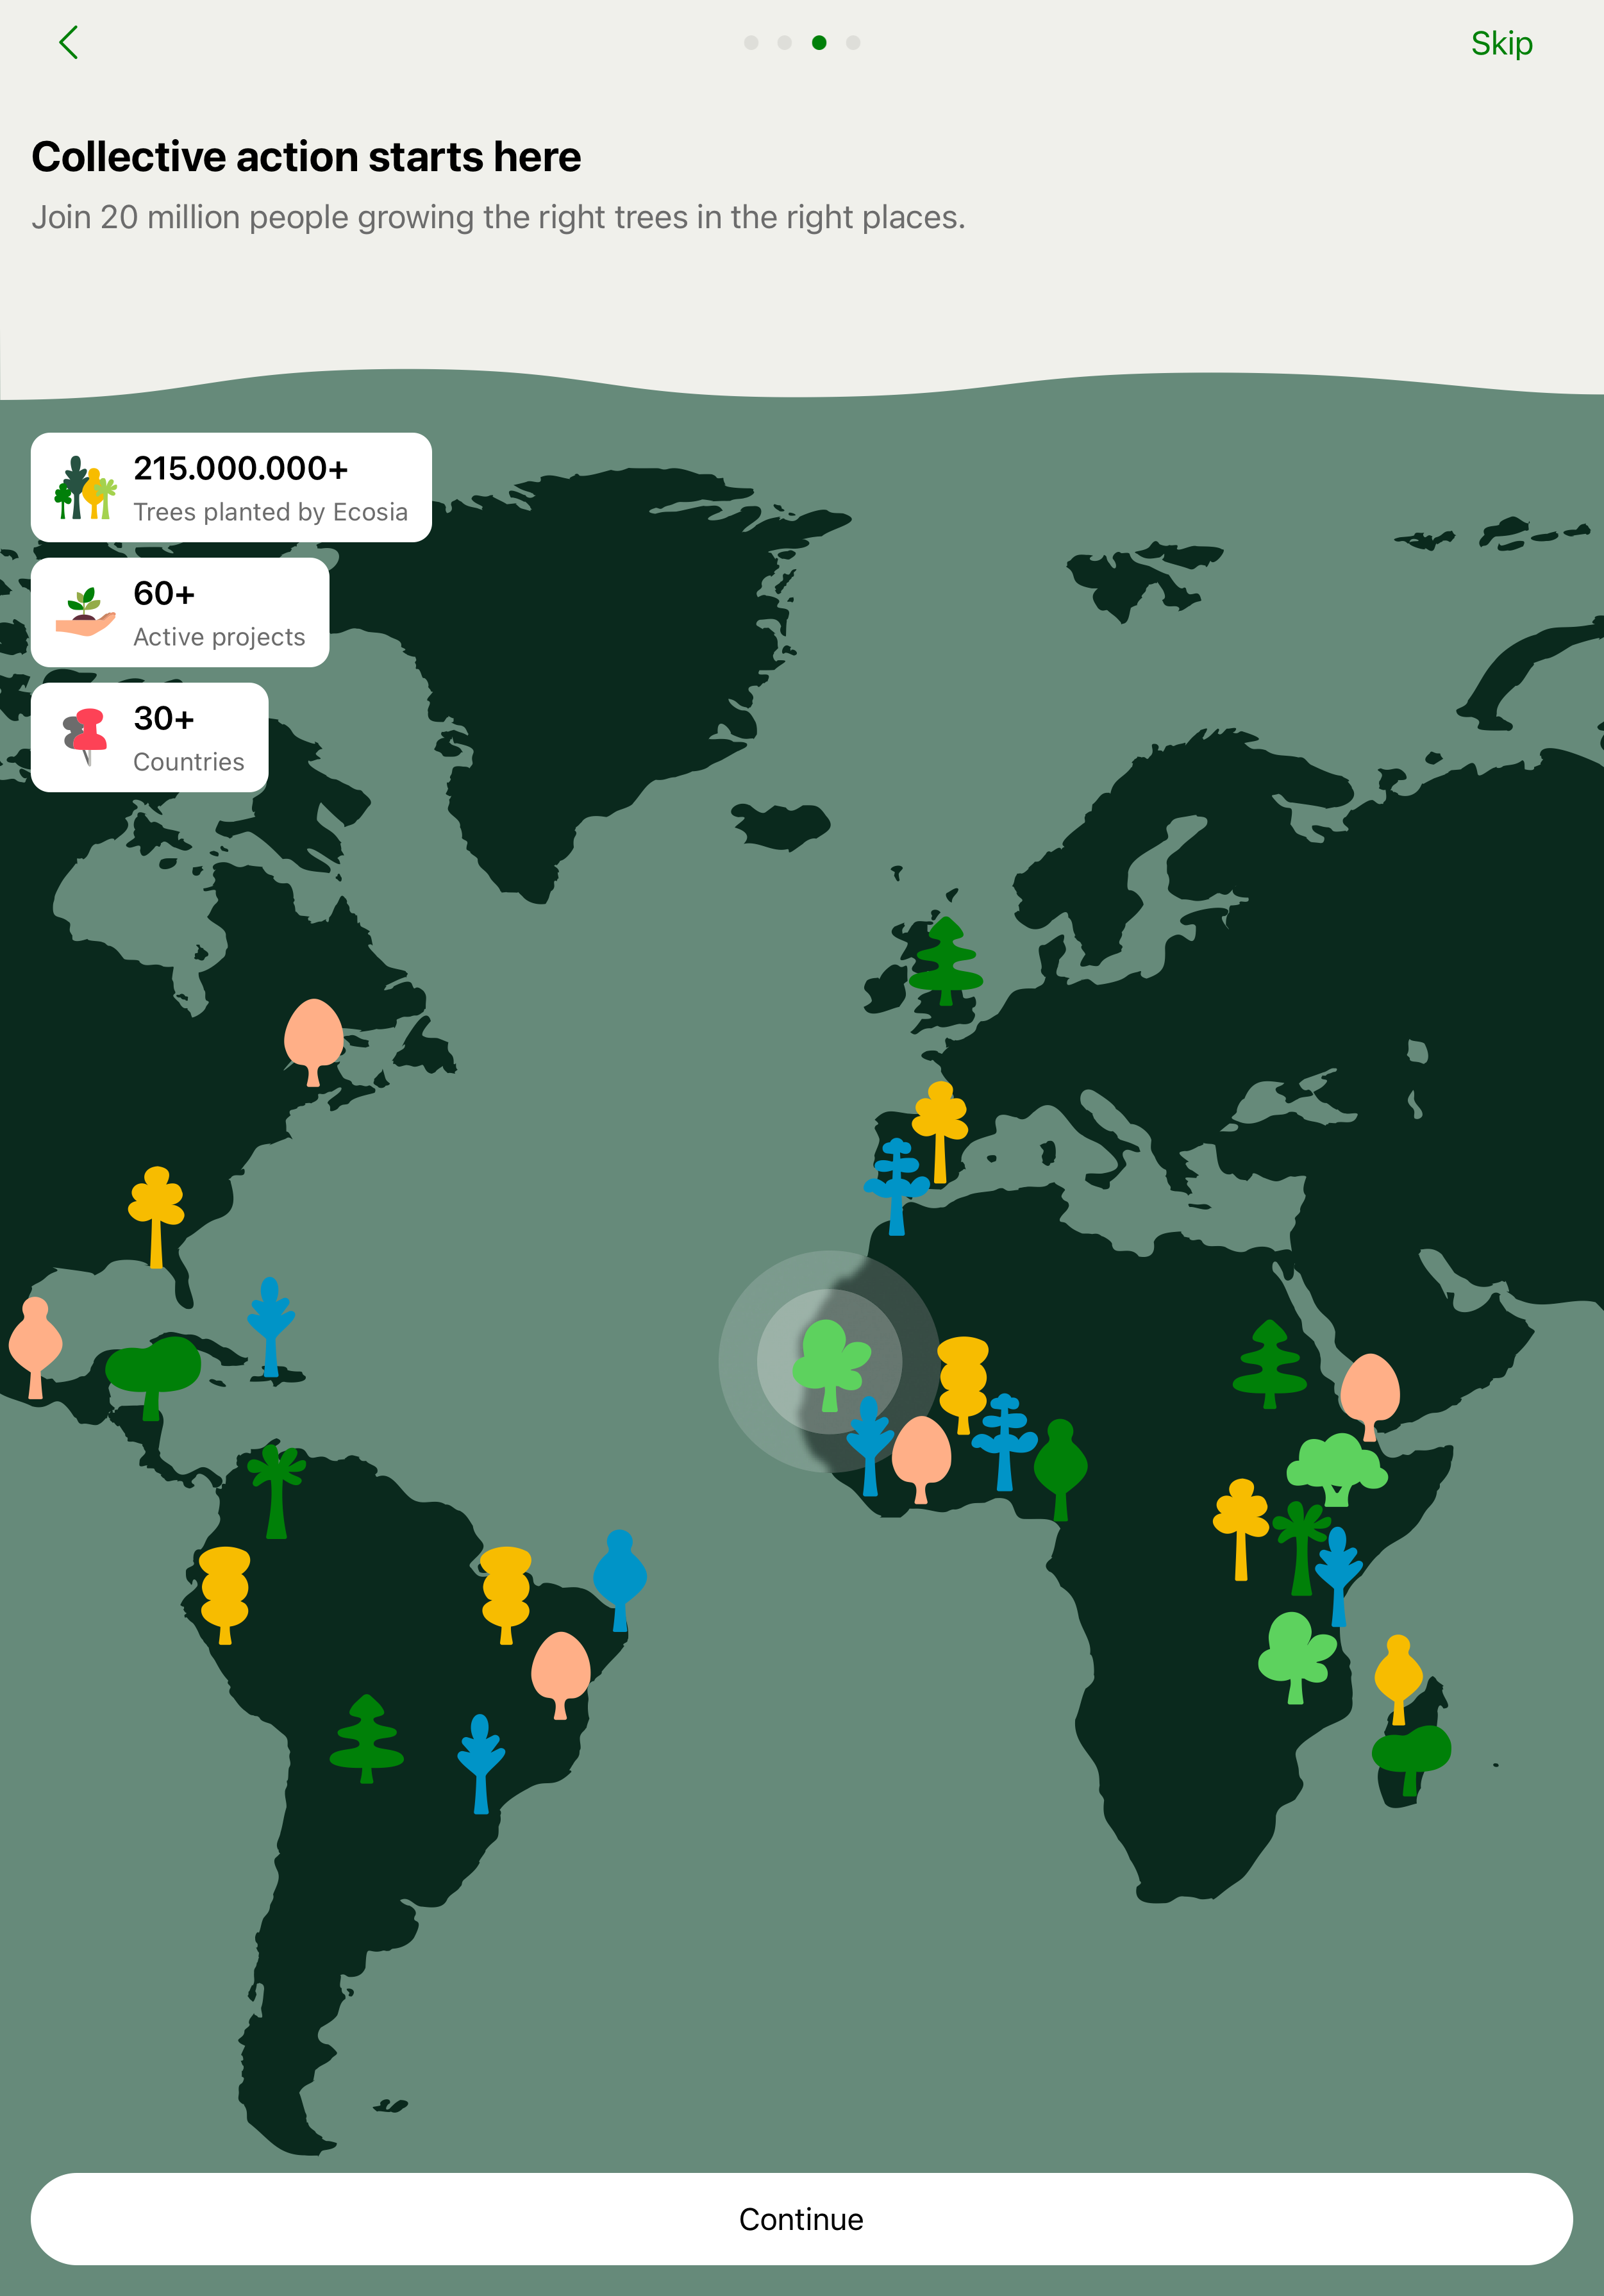 Skip
Collective action starts here
Join 20 million people growing the right trees in the right places.
215.000.000+
Trees planted by Ecosia
60+
Active projects
30+
Countries
Continue